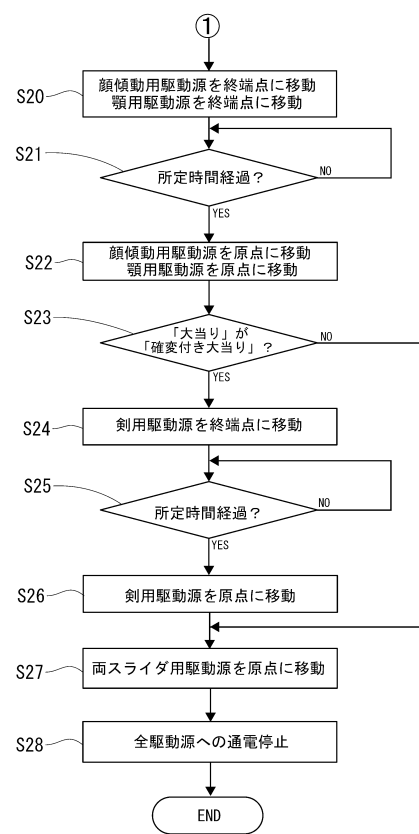 ①
S20
顔傾動用駆動源を終端点に移動
顎用駆動源を終端点に移動
S21
所定時間経過?
NO
YES
S22
顔傾動用駆動源を原点に移動
顎用駆動源を原点に移動
S23
「大当り」が
「確変付き大当り」?
NO
YES
S24
剣用駆動源を終端点に移動
S25
所定時間経過?
NO
YES
S26
剣用駆動源を原点に移動
S27
両スライダ用駆動源を原点に移動
S28
全駆動源への通電停止
END